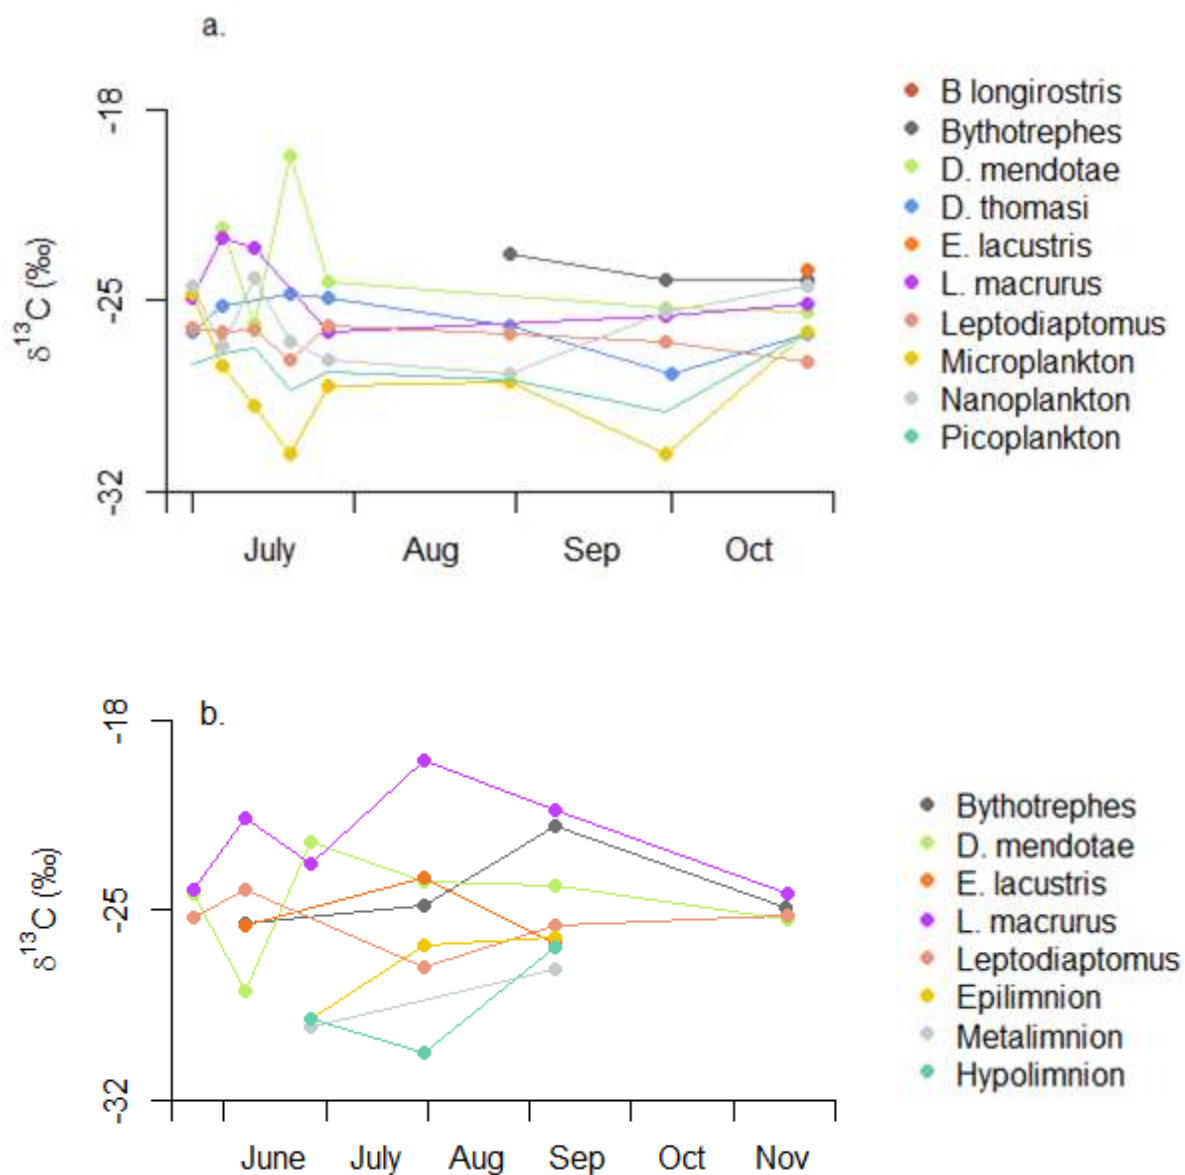 a.
-18
-25
-32
δ13C (‰)
July
Aug
Sep
Oct
B longirostris
Bythotrephes
D. mendotae
D. thomasi
E. lacustris
L. macrurus
Leptodiaptomus
Microplankton
Nanoplankton
Picoplankton
b.
-18
-25
-32
δ13C (‰)
June
July
Aug
Sep
Oct
Nov
Bythotrephes
D. mendotae
E. lacustris
L. macrurus
Leptodiaptomus
Epilimnion
Metalimnion
Hypolimnion